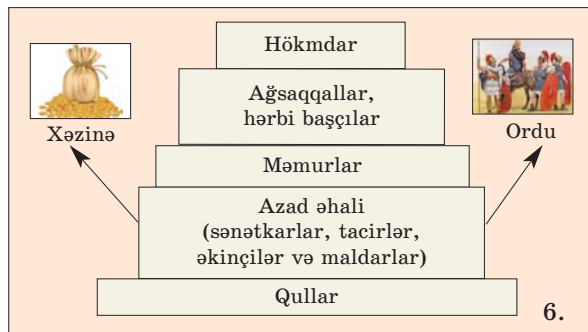 Hökmdar
Ağsaqqallar,
hərbi başçılar
Xəzinə
Ordu
Məmurlar
Azad əhali
(sənətkarlar, tacirlər,
əkinçilər və maldarlar)
Qullar
6.